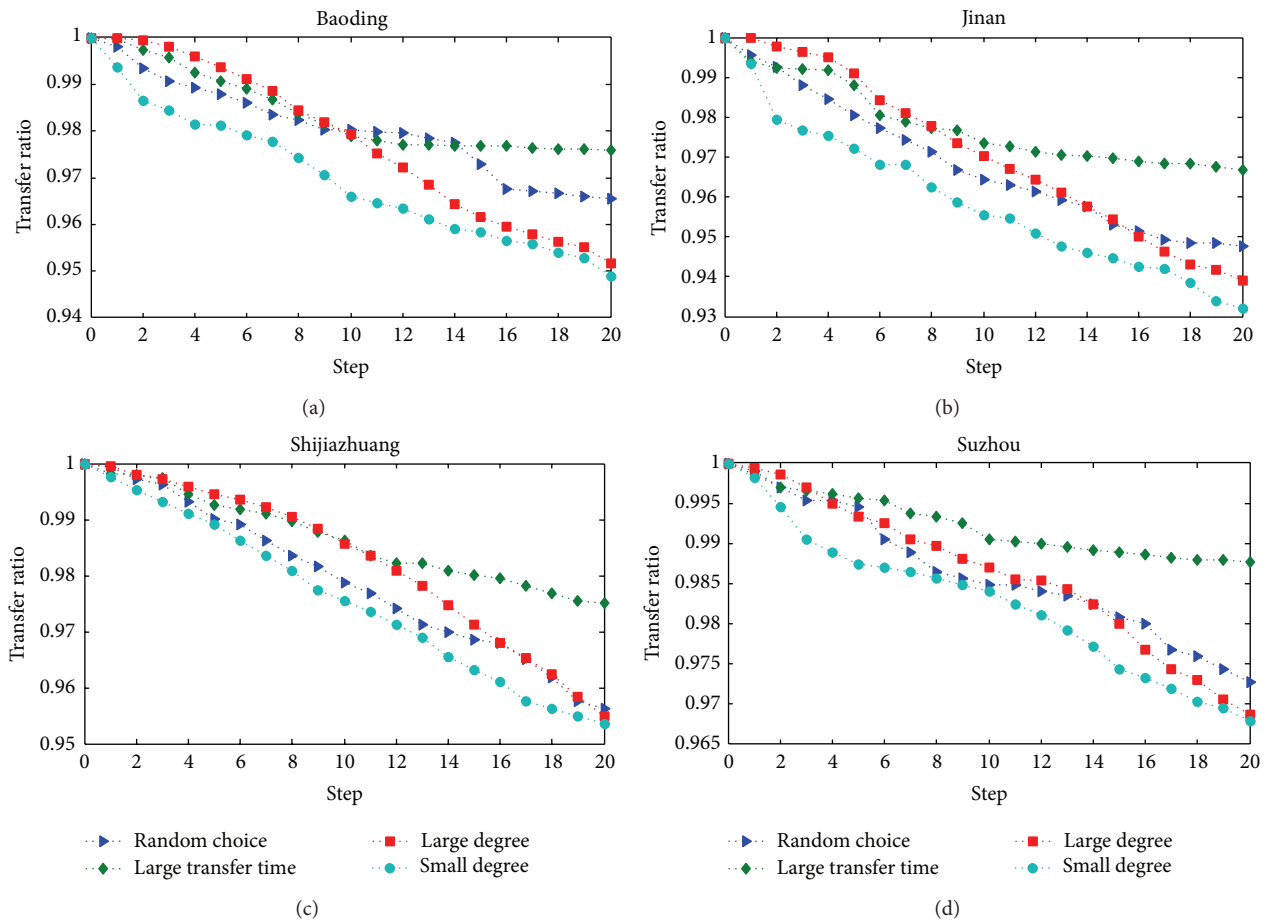 Baoding
Transfer ratio
1
0.99
0.98
0.97
0.96
0.95
0.94
0 2 4 6 8 10 12 14 16 18 20
Step
(a)
Jinan
Transfer ratio
1
0.99
0.98
0.97
0.96
0.95
0.94
0.93
0 2 4 6 8 10 12 14 16 18 20
Step
(b)
Shijiazhuang
Transfer ratio
1
0.99
0.98
0.97
0.96
0.95
0 2 4 6 8 10 12 14 16 18 20
Step
Random choice
Large transfer time
Large degree
Small degree
(c)
Suzhou
Transfer ratio
1
0.995
0.99
0.985
0.98
0.975
0.97
0.965
0 2 4 6 8 10 12 14 16 18 20
Step
Random choice
Large transfer time
Large degree
Small degree
(d)